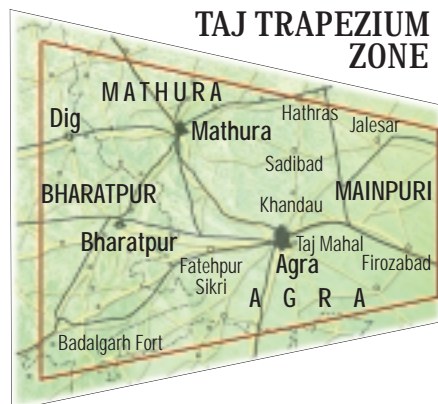 TAJ TRAPEZIUM
ZONE
MATHURA
Hathras
Dig
Mathura
Jalesar
Sadibad
BHARATPUR
MAINPURI
Khandau
Bharatpur
Taj Mahal
Fatehpur
Sikri
Agra
Firozabad
AGRA
Badalgarh Fort